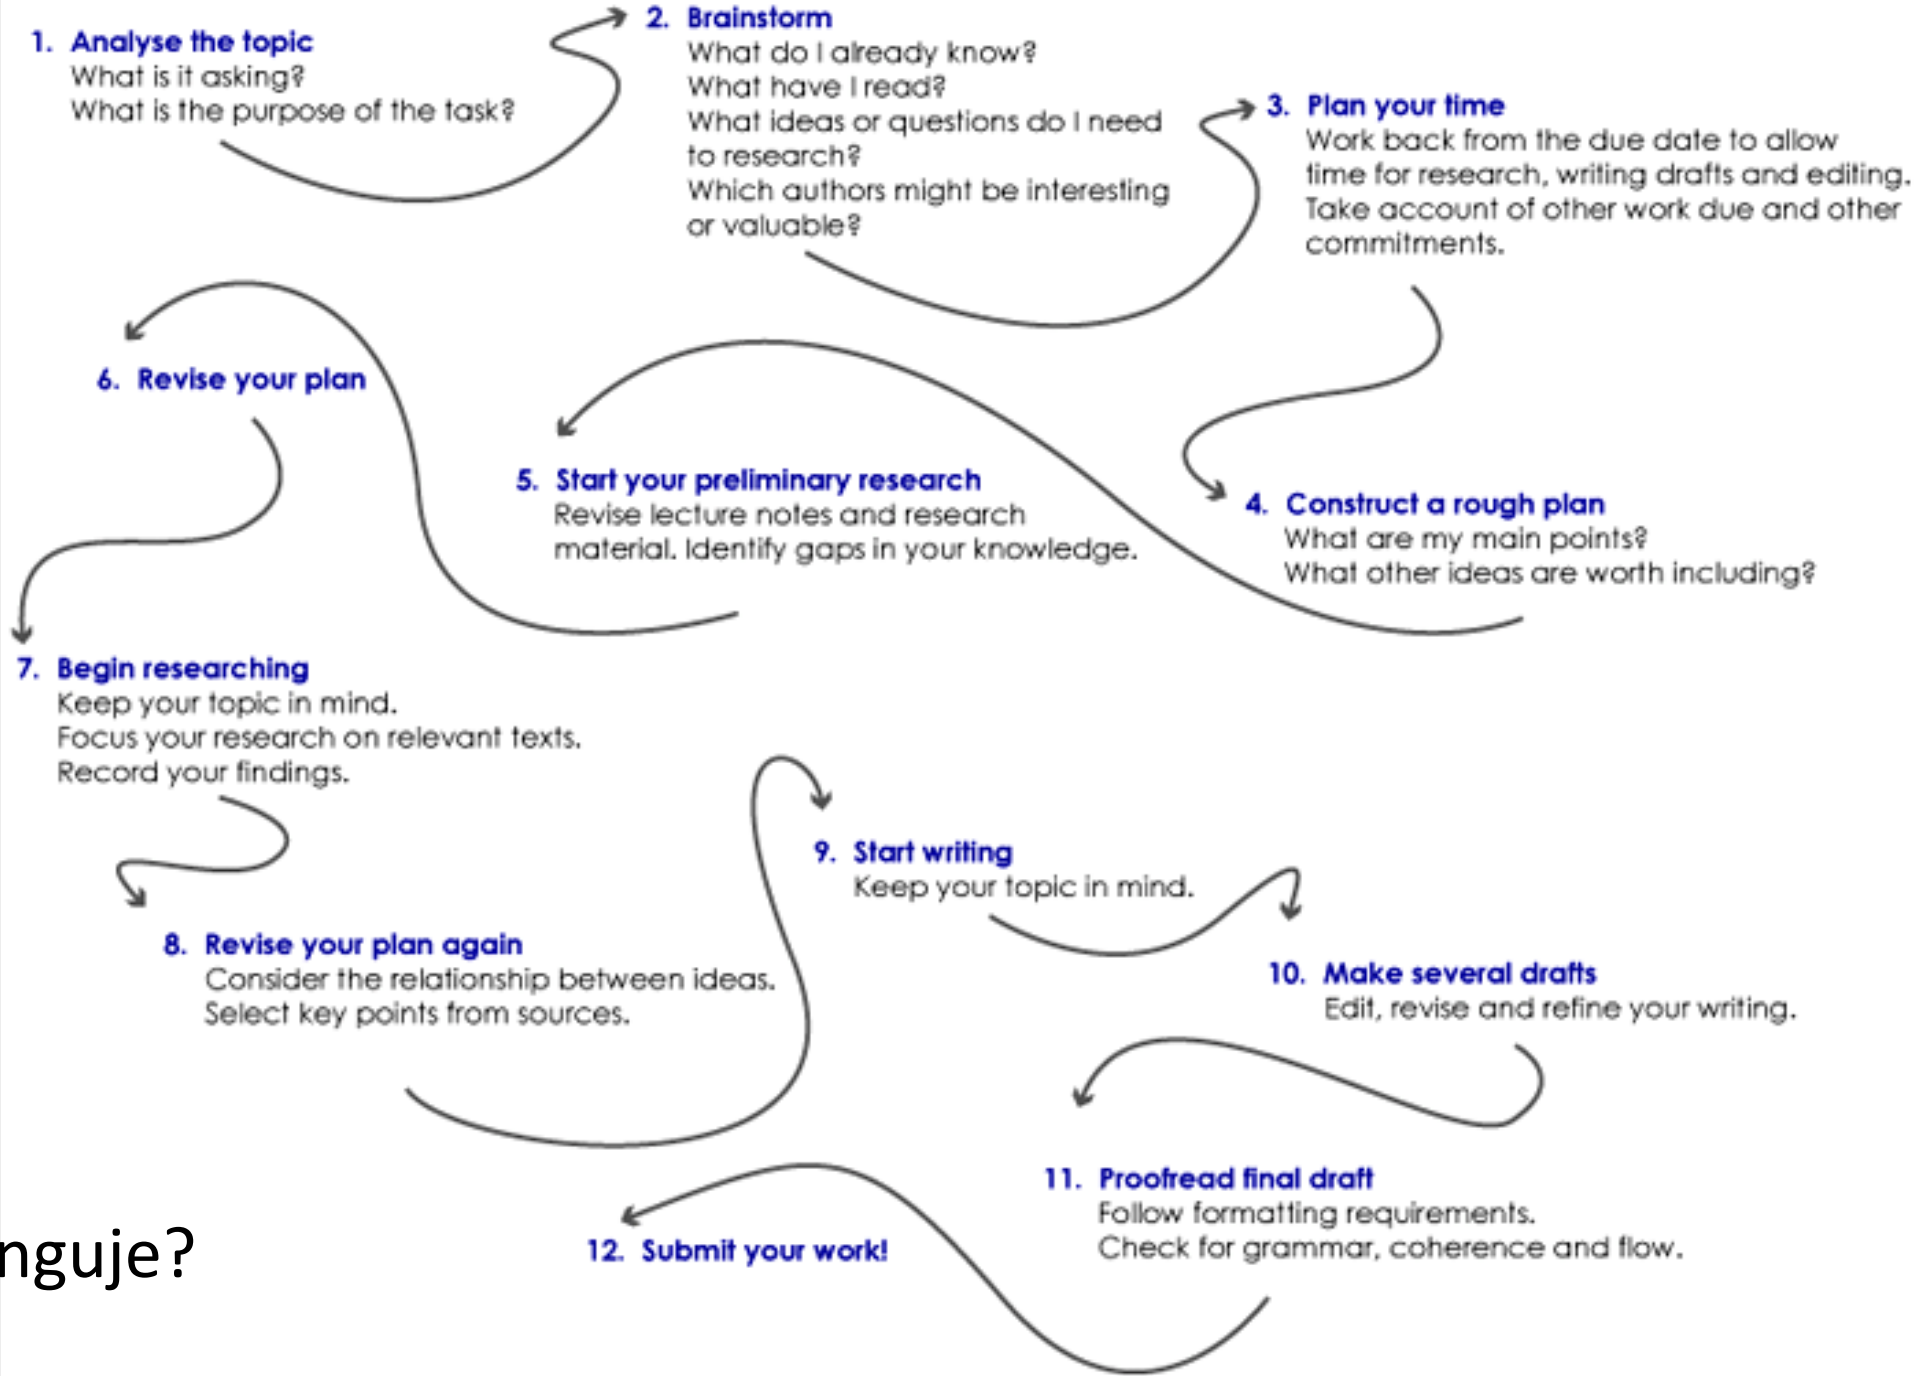 1. Analyse the topic
What is it asking?
What is the purpose of the task?
2. Brainstorm
What do I already know?
What have I read?
What ideas or questions do I need
to research?
Which authors might be interesting
or valuable?
3. Plan your time
Work back from the due date to allow
time for research, writing drafts and editing.
Take account of other work due and other
commitments.
4. Construct a rough plan
What are my main points?
What other ideas are worth including?
5. Start your preliminary research
Revise lecture notes and research
material. Identify gaps in your knowledge.
6. Revise your plan
7. Begin researching
Keep your topic in mind.
Focus your research on relevant texts.
Record your findings.
8. Revise your plan again
Consider the relationship between ideas.
Select key points from sources.
9. Start writing
Keep your topic in mind.
10. Make several drafts
Edit, revise and refine your writing.
11. Proofread final draft
Follow formatting requirements.
Check for grammar, coherence and flow.
12. Submit your work!
nguje?